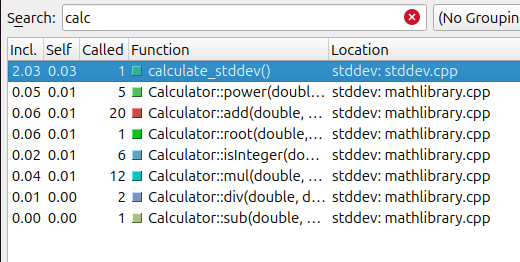 Search: calc (No Groupin
Incl. Self Called Function Location
2.03 0.03 1 calculate_stddev() stddev: stddev.cpp
0.05 0.01 5 Calculator::power(doubl... stddev: mathlibrary.cpp
0.06 0.01 20 Calculator::add(double, ... stddev: mathlibrary.cpp
0.06 0.01 1 Calculator::root(double,... stddev: mathlibrary.cpp
0.02 0.01 6 Calculator::isInteger(do... stddev: mathlibrary.cpp
0.04 0.01 12 Calculator::mul(double, ... stddev: mathlibrary.cpp
0.01 0.00 2 Calculator::div(double, d... stddev: mathlibrary.cpp
0.00 0.00 1 Calculator::sub(double, ... stddev: mathlibrary.cpp